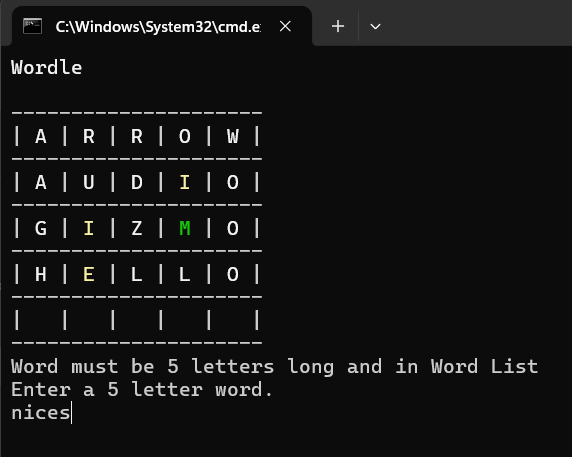 C:\Windows\System32\cmd.e
Wordle
| A | R | R | O | W |
| A | U | D | I | O |
| G | I | Z | M | O |
| H | E | L | L | O |
|   |   |   |   |   |
Word must be 5 letters long and in Word List
Enter a 5 letter word.
nices